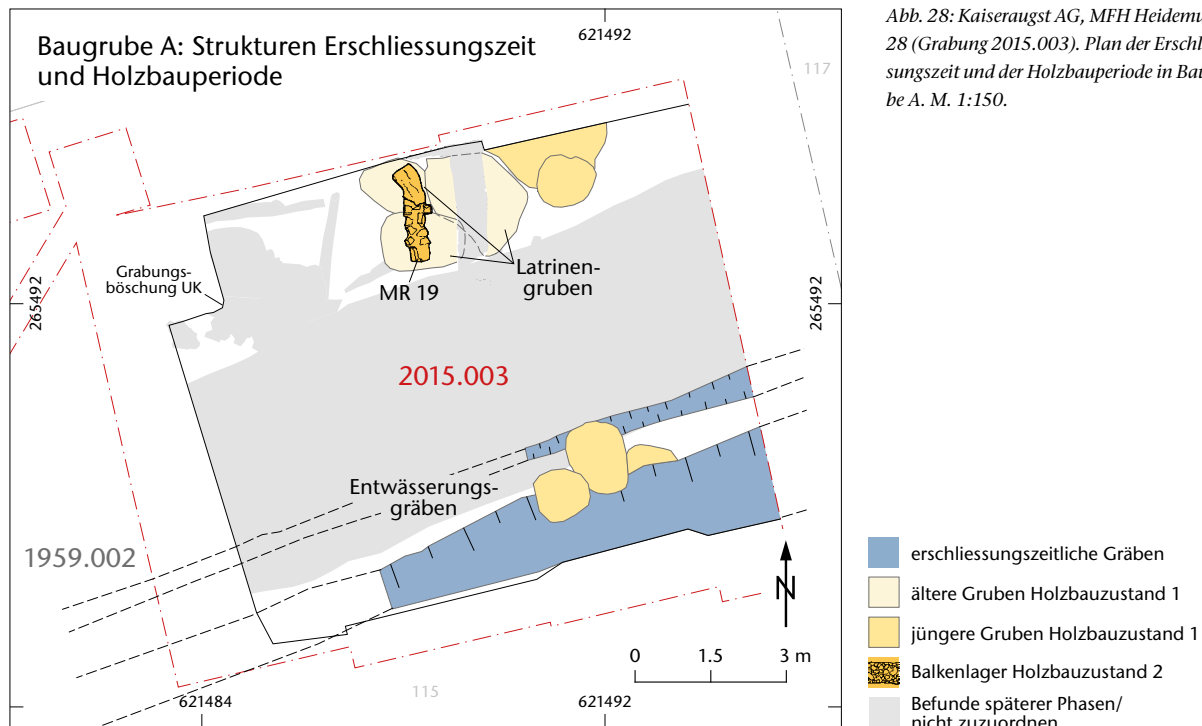 Baugrube A: Strukturen Erschliessungszeit
und Holzbauperiode
621492
117
Grabungs-
böschung UK
MR 19
Latrinen-
gruben
265492
265492
2015.003
Entwässerungs-
gräben
1959.002
N
0 1.5 3 m
115
621484
621492
Abb. 28: Kaiseraugst AG, MFH
28 (Grabung 2015.003). Plan der
sungszeit und der Holzbauperiode in
be A. M. 1:150.
erschliessungszeitliche Gräben
ältere Gruben Holzbauzustand 1
jüngere Gruben Holzbauzustand 1
Balkenlager Holzbauzustand 2
Befunde späterer Phasen/
nicht zuzuordnen